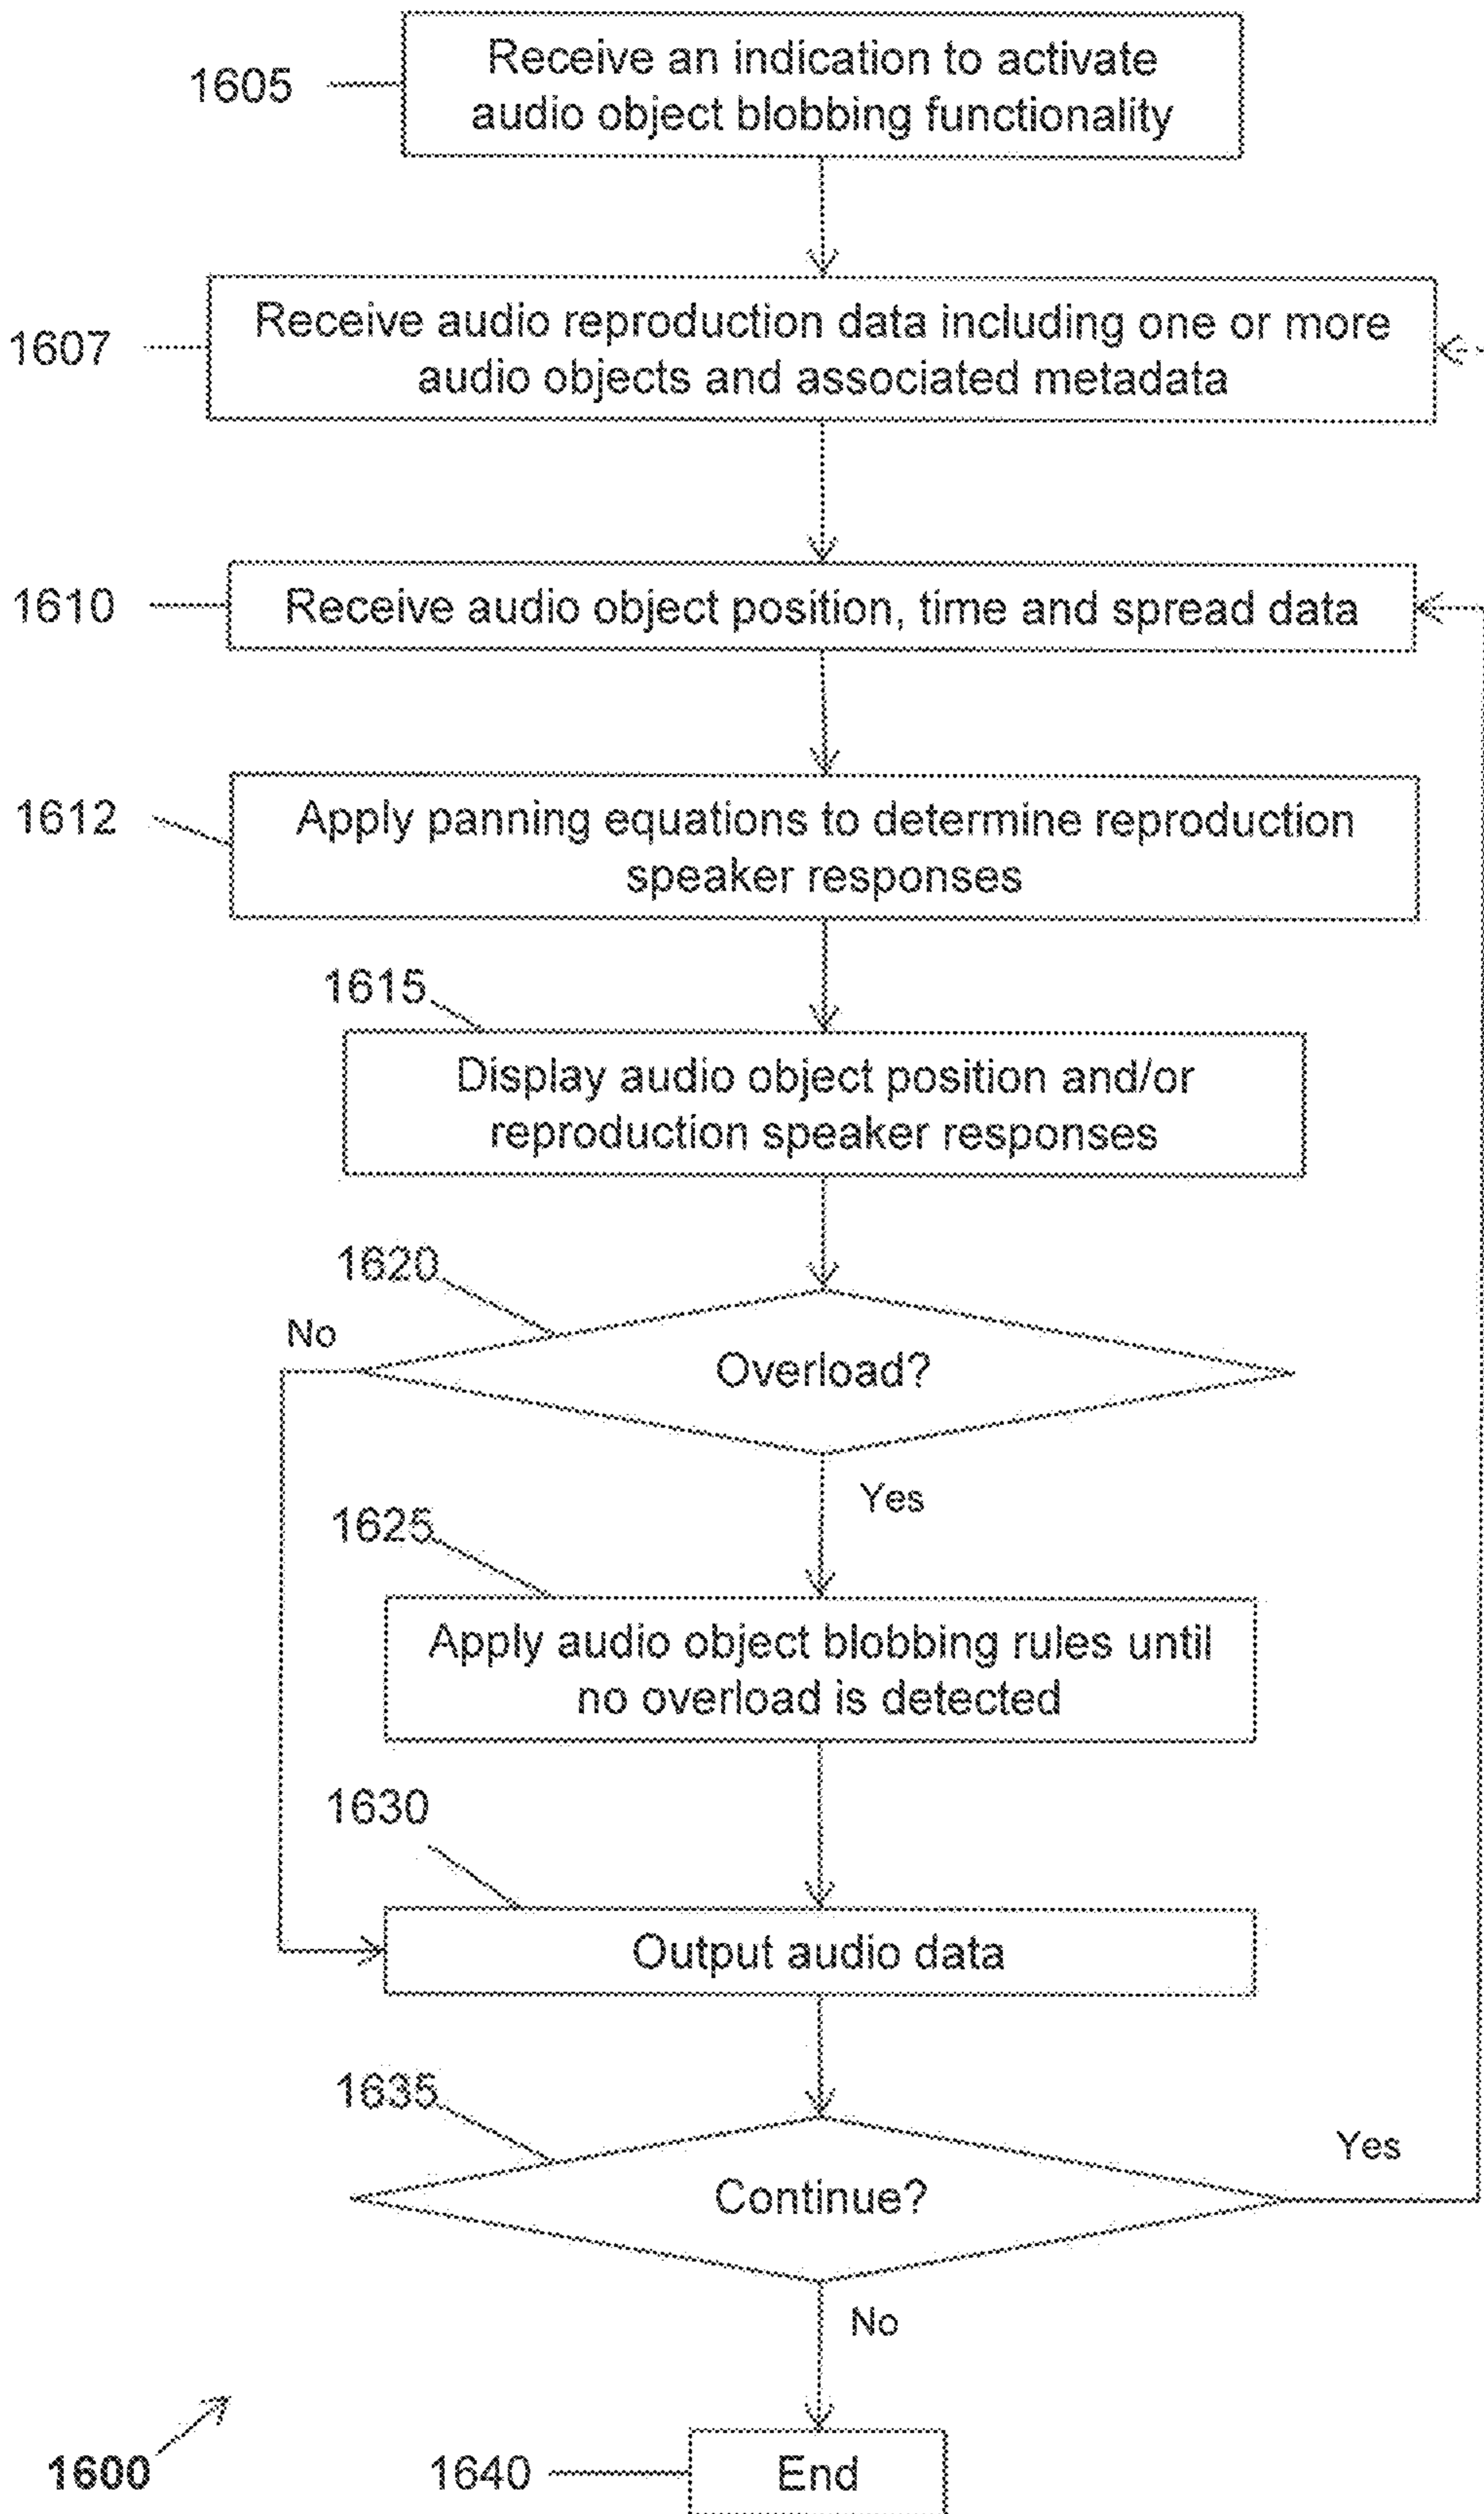 1605
Receive an indication to activate
audio object blobbing functionality
1607
Receive audio reproduction data including one or more
audio objects and associated metadata
1610
Receive audio object position, time and spread data
1612
Apply panning equations to determine reproduction
speaker responses
1615
Display audio object position and/or
reproduction speaker responses
1620
No
Overload?
Yes
1625
Apply audio object blobbing rules until
no overload is detected
1630
Output audio data
1635
Yes
Continue?
No
1600
1640
End